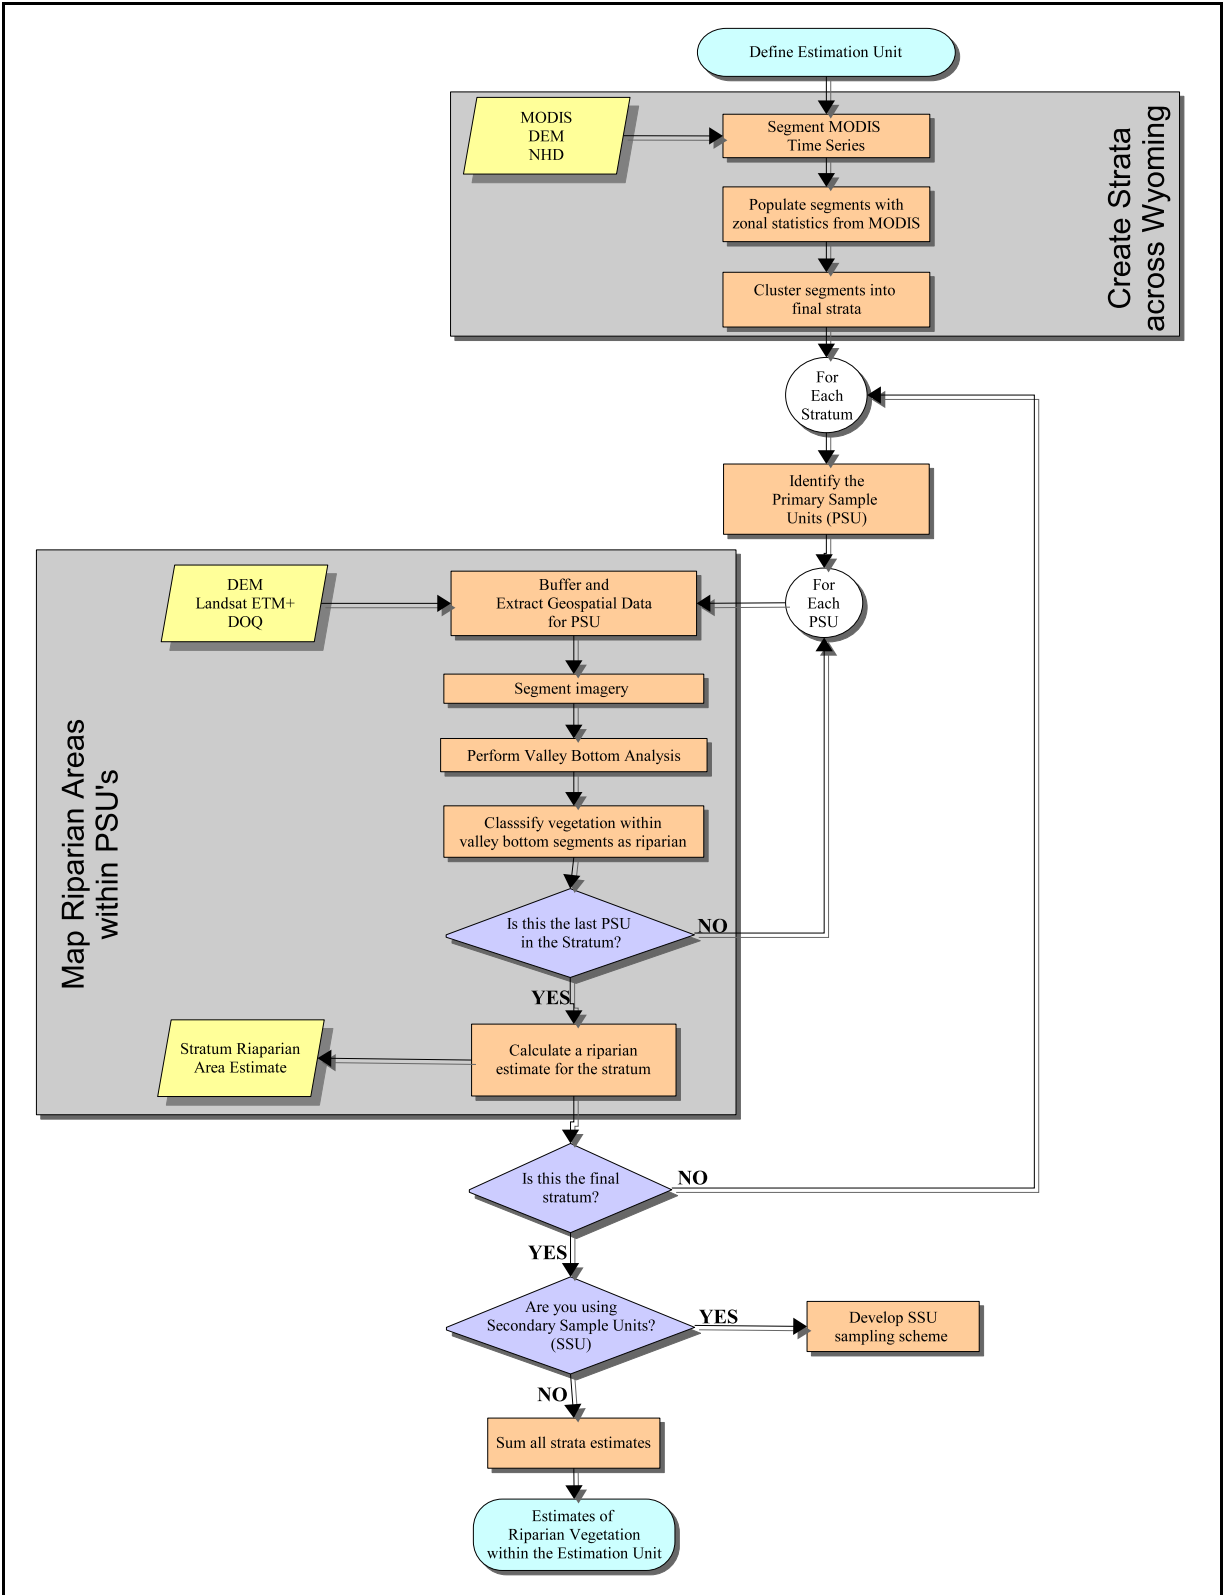 Define Estimation Unit
MODIS
DEM
NHD
Segment MODIS
Time Series
Populate segments with
zonal statistics from MODIS
Cluster segments into
final strata
Create Strata
across Wyoming
For
Each
Stratum
Identify the
Primary Sample
Units (PSU)
For
Each
PSU
DEM
Landsat ETM+
DOQ
Buffer and
Extract Geospatial Data
for PSU
Segment imagery
Perform Valley Bottom Analysis
Classsify vegetation within
valley bottom segments as riparian
Map Riparian Areas
within PSU's
Is this the last PSU
in the Stratum?
NO
YES
Stratum Riaparian
Area Estimate
Calculate a riparian
estimate for the stratum
Is this the final
stratum?
NO
YES
Are you using
Secondary Sample Units?
(SSU)
YES
Develop SSU
sampling scheme
NO
Sum all strata estimates
Estimates of
Riparian Vegetation
within the Estimation Unit